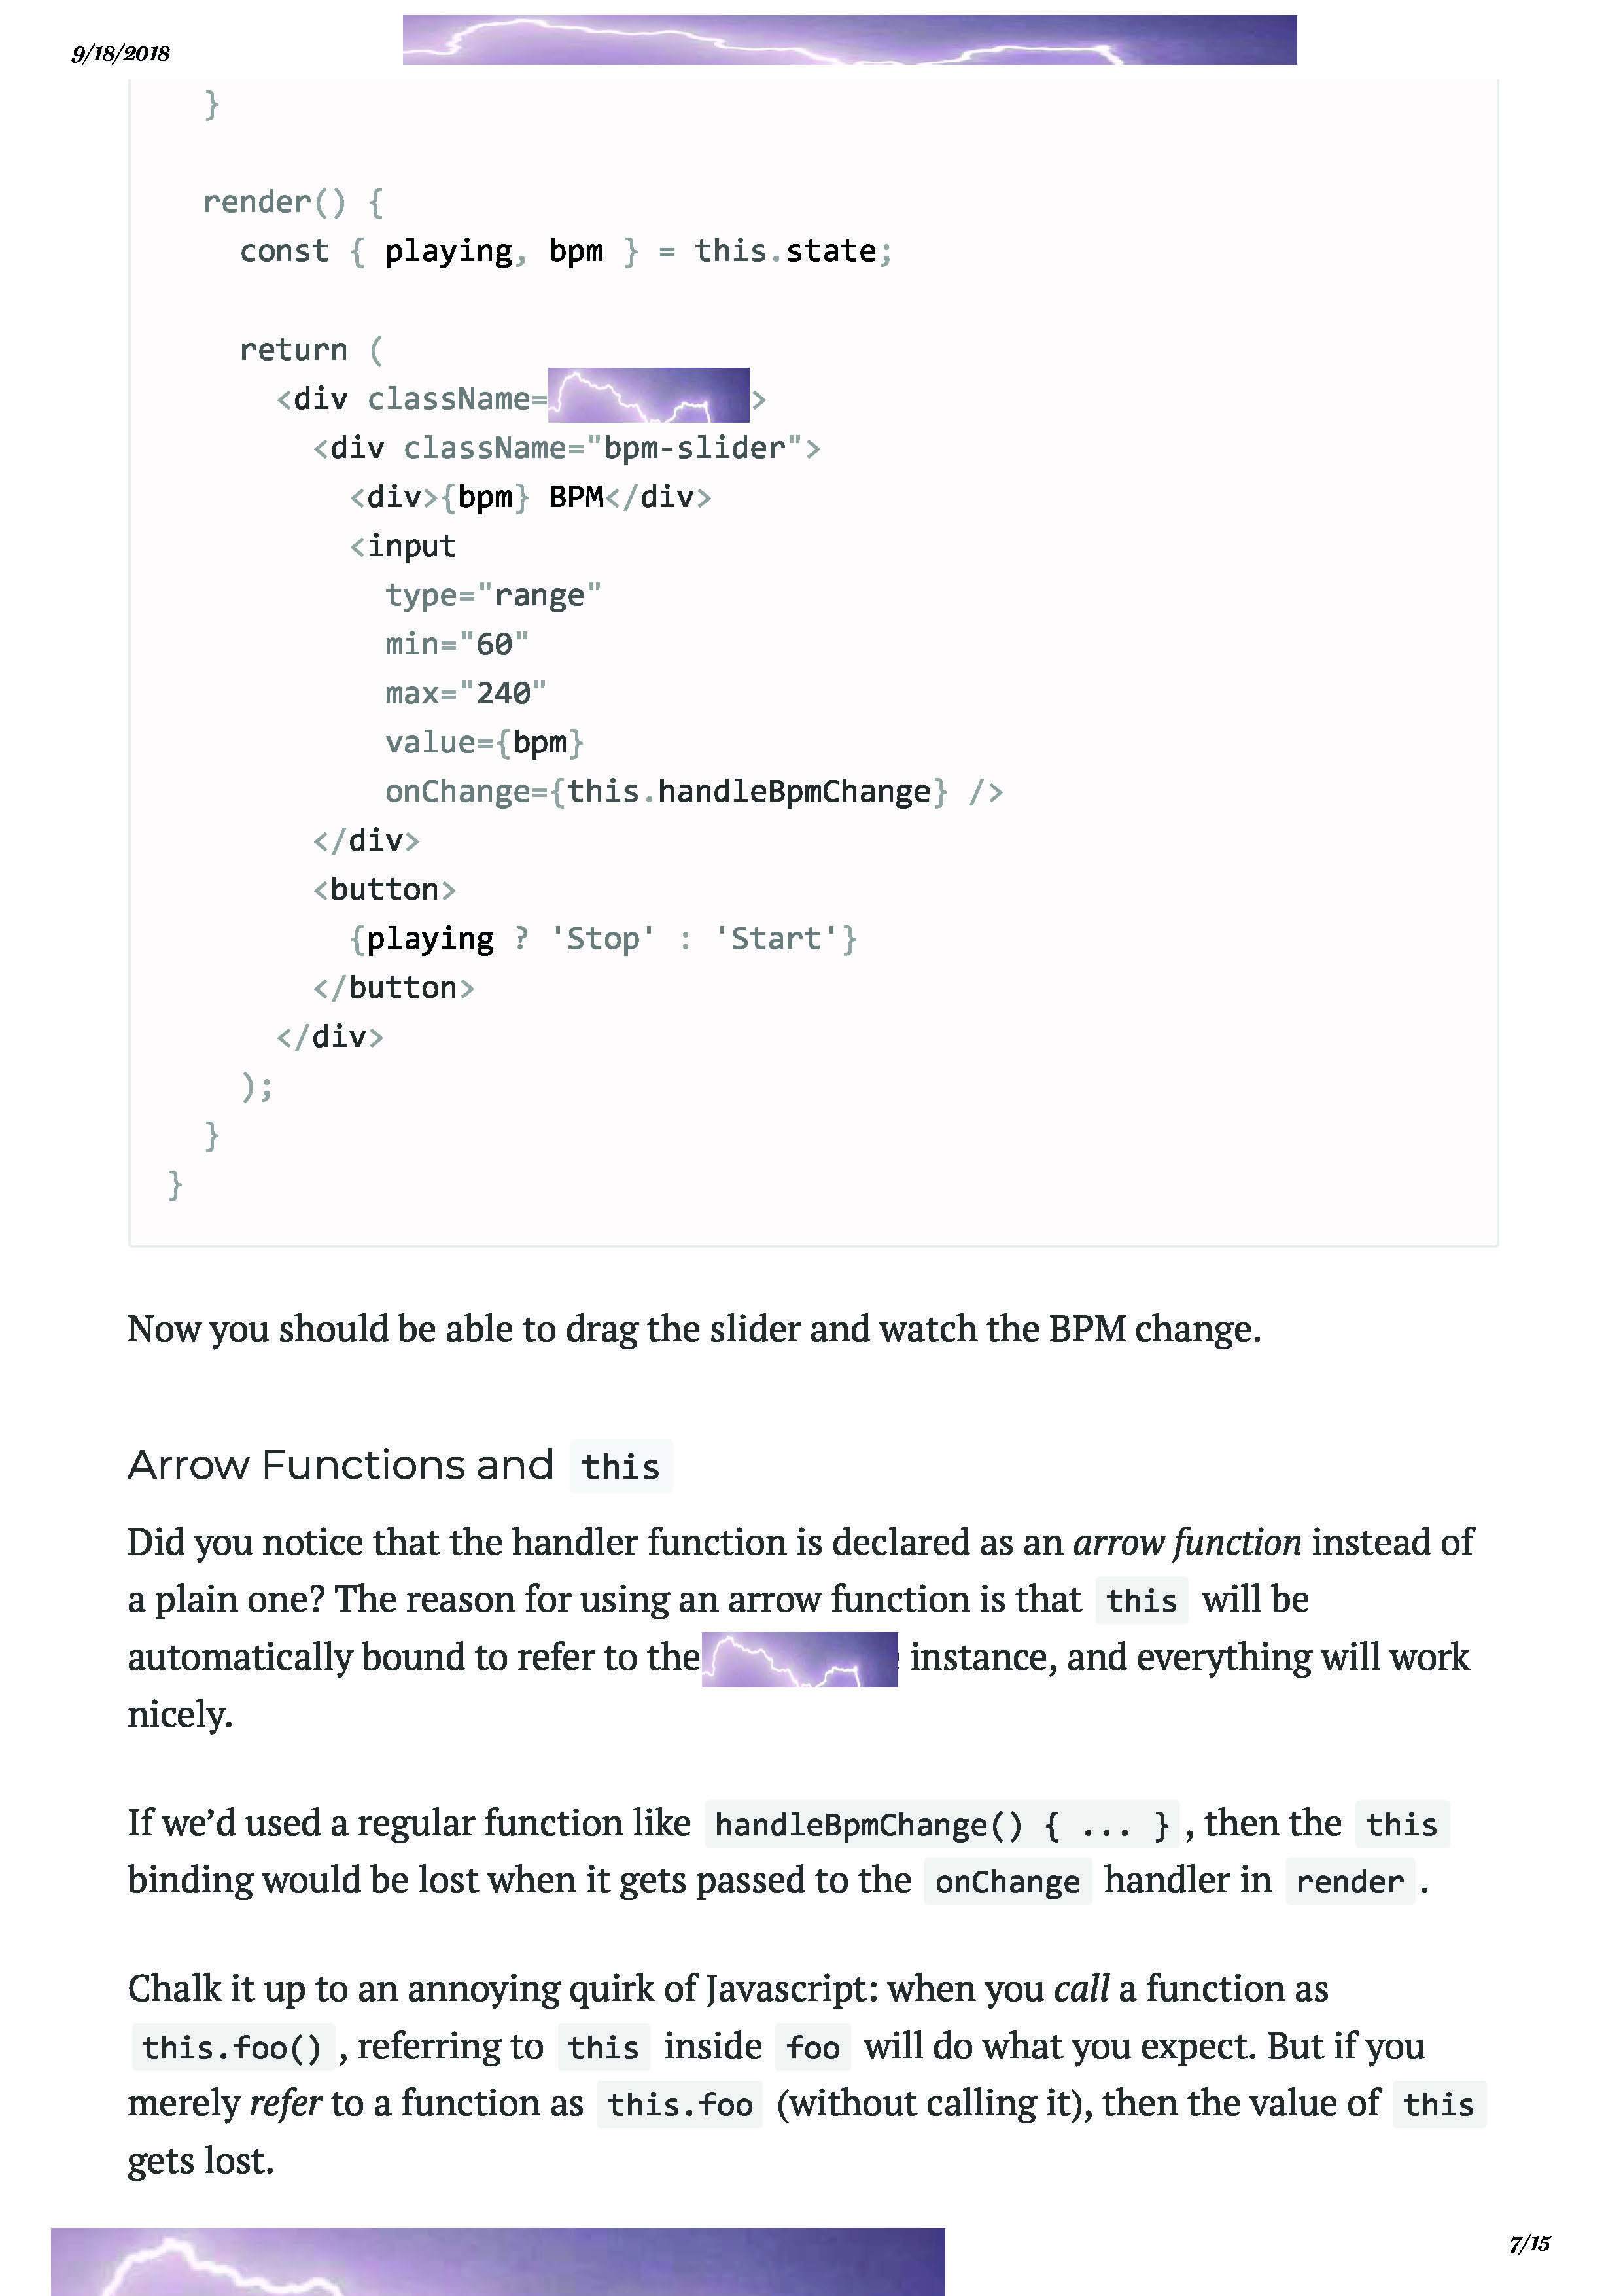 9/18/2018
}
render() {
const { playing, bpm } = this.state;
return (
<div className=>
<div className="bpm-slider">
<div>{bpm} BPM</div>
<input
type="range"
min="60"
max="240"
value={bpm}
onChange={this.handleBpmChange} />
</div>
<button>
{playing ? 'Stop' : 'Start'}
</button>
</div>
);
}
}
Now you should be able to drag the slider and watch the BPM change.
Arrow Functions and this
Did you notice that the handler function is declared as an arrow function instead of
a plain one? The reason for using an arrow function is that this will be
automatically bound to refer to the instance, and everything will work
nicely.
If we’d used a regular function like handleBpmChange() { ... } , then the this
binding would be lost when it gets passed to the onChange handler in render .
Chalk it up to an annoying quirk of Javascript: when you call a function as
this.foo() , referring to this inside foo will do what you expect. But if you
merely refer to a function as this.foo (without calling it), then the value of this
gets lost.
7/15